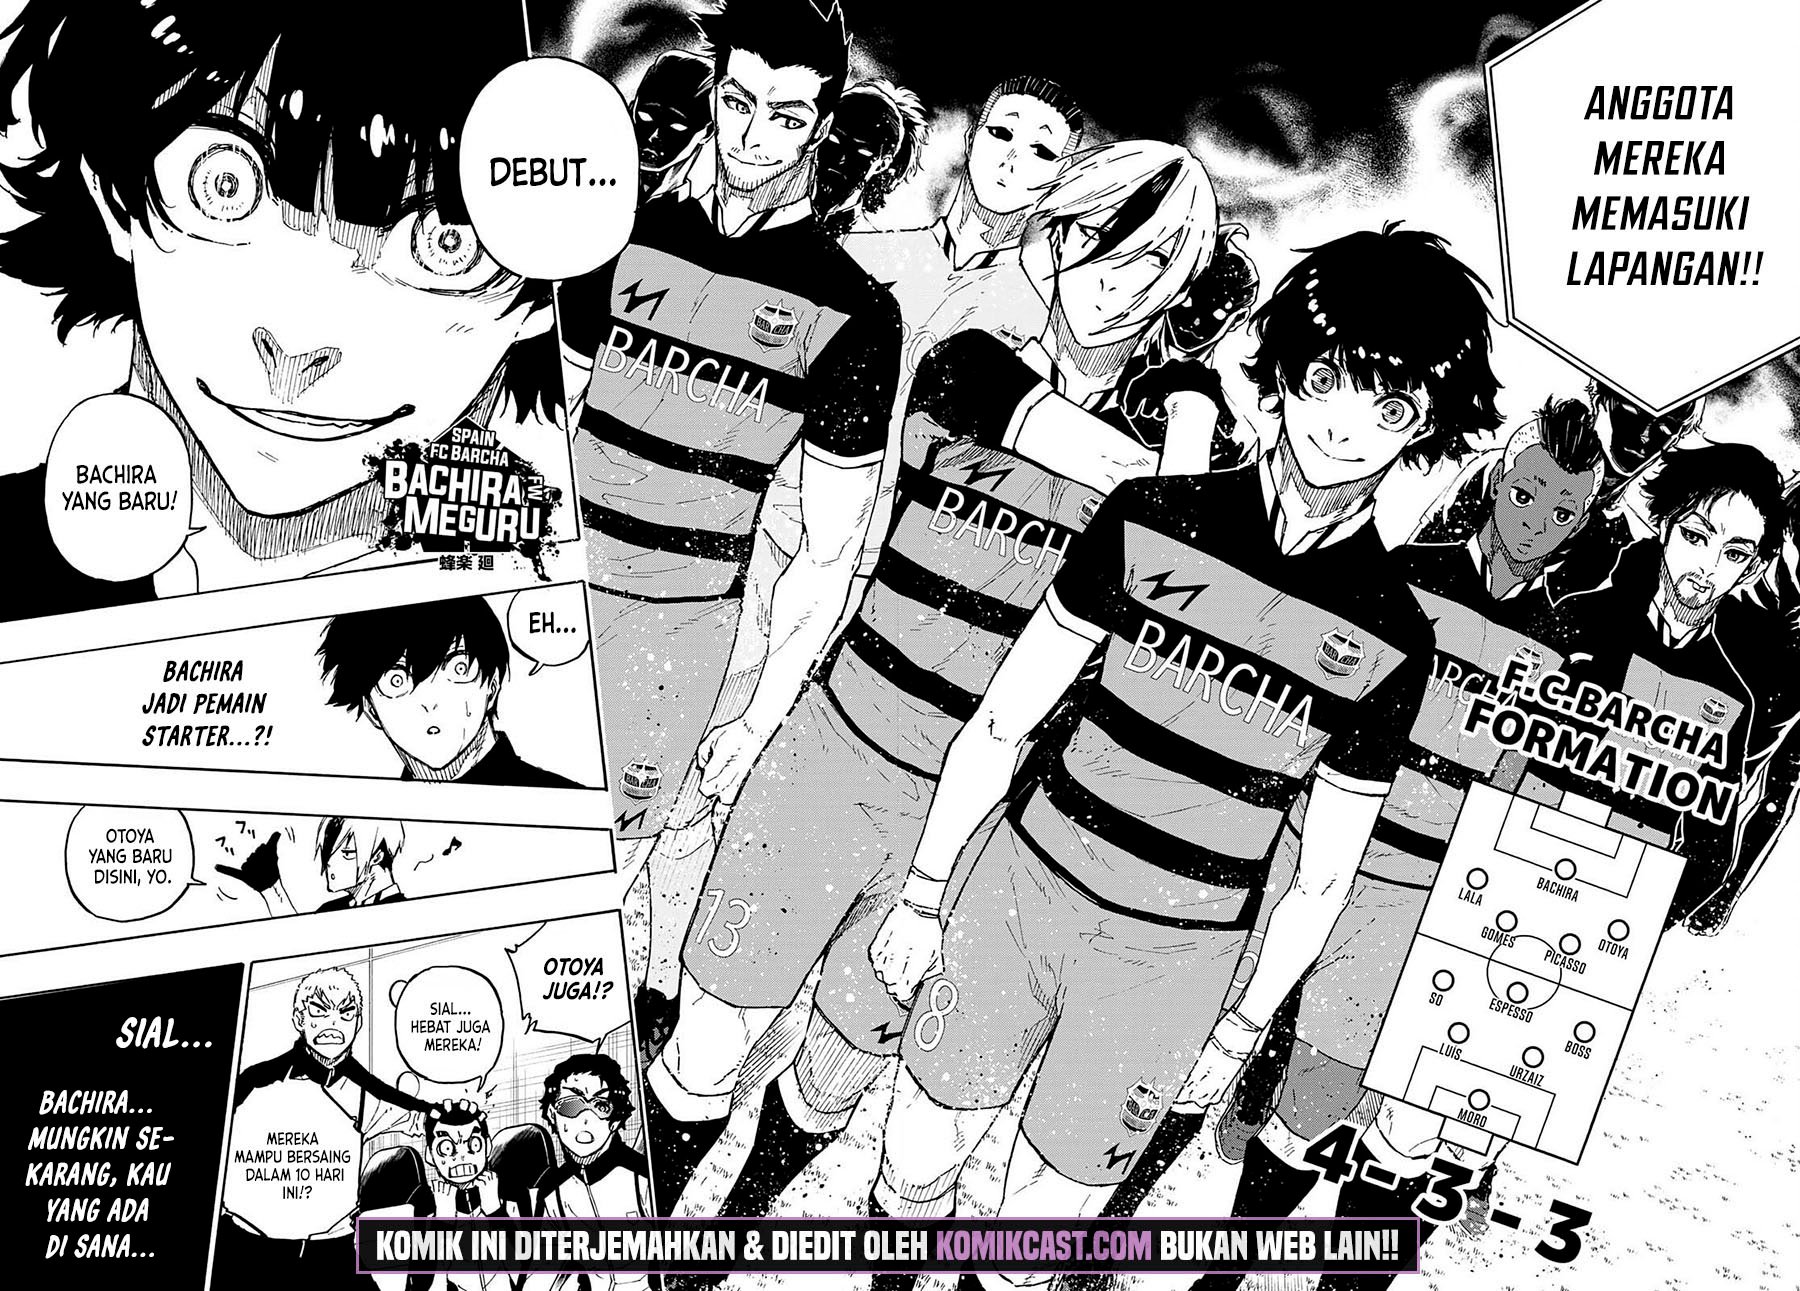 ANGGOTA
MEREKA
MEMASUKI
LAPANGAN!!
BARCHA
BAR CHA
BARCHA
13
BARCH
BARCHA
BARCHA
8
F.C.BARCHA
FORMATION
BACHIRA
LALA
GOMES
PICASSO
OTOYA
SO
ESPESSO
LUIS
BOSS
URZAIZ
MORO
4-3-3
DEBUT...
BACHIRA
YANG BARU!
SPAIN
FC BARCHA
BACHIRA FW
MEGURU
蜂楽 廻
EH...
BACHIRA
JADI PEMAIN
STARTER...?!
OTOYA
YANG BARU
DISINI, YO.
OTOYA
JUGA!?
SIAL...
HEBAT JUGA
MEREKA!
MEREKA
MAMPU BERSAING
DALAM 10 HARI
INI!?
SIAL...
BACHIRA...
MUNGKIN SE-
KARANG, KAU
YANG ADA
DI SANA...
KOMIK INI DITERJEMAHKAN & DIEDIT OLEH KOMIKCAST.COM BUKAN WEB LAIN!!